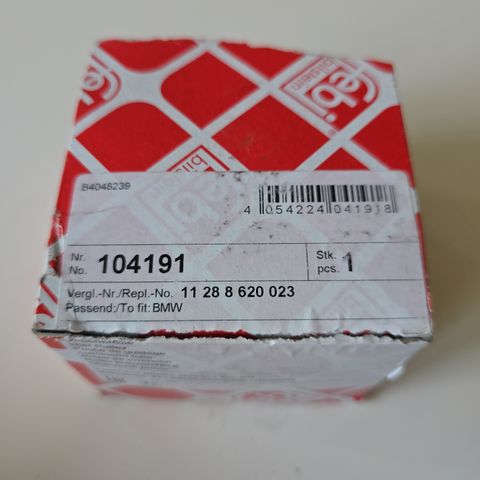 febi
bilstein
B4048239
4 054224 041918
Nr.
No. 104191
Stk.
pcs. 1
Vergl.-Nr./Repl.-No. 11 28 8 620 023
Passend:/To fit:BMW